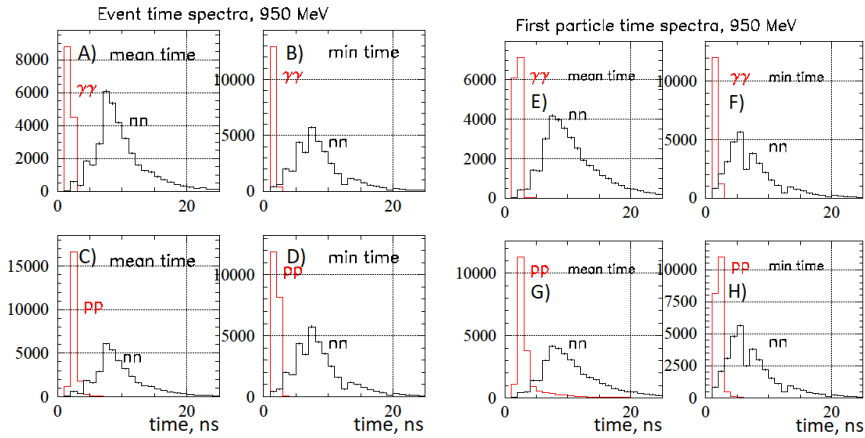 Event time spectra, 950 MeV
First particle time spectra, 950 MeV
A) mean time
γγ
nn
8000
6000
4000
2000
0
20
B) min time
γγ
nn
10000
5000
0
20
E) γγ mean time
nn
6000
4000
2000
0
20
F) γγ min time
nn
10000
5000
0
20
C) mean time
pp
nn
15000
10000
5000
0
0
20
time, ns
D) min time
pp
nn
10000
5000
0
0
20
time, ns
G) pp mean time
nn
10000
5000
0
0
20
time, ns
H) pp min time
nn
10000
7500
5000
2500
0
0
20
time, ns